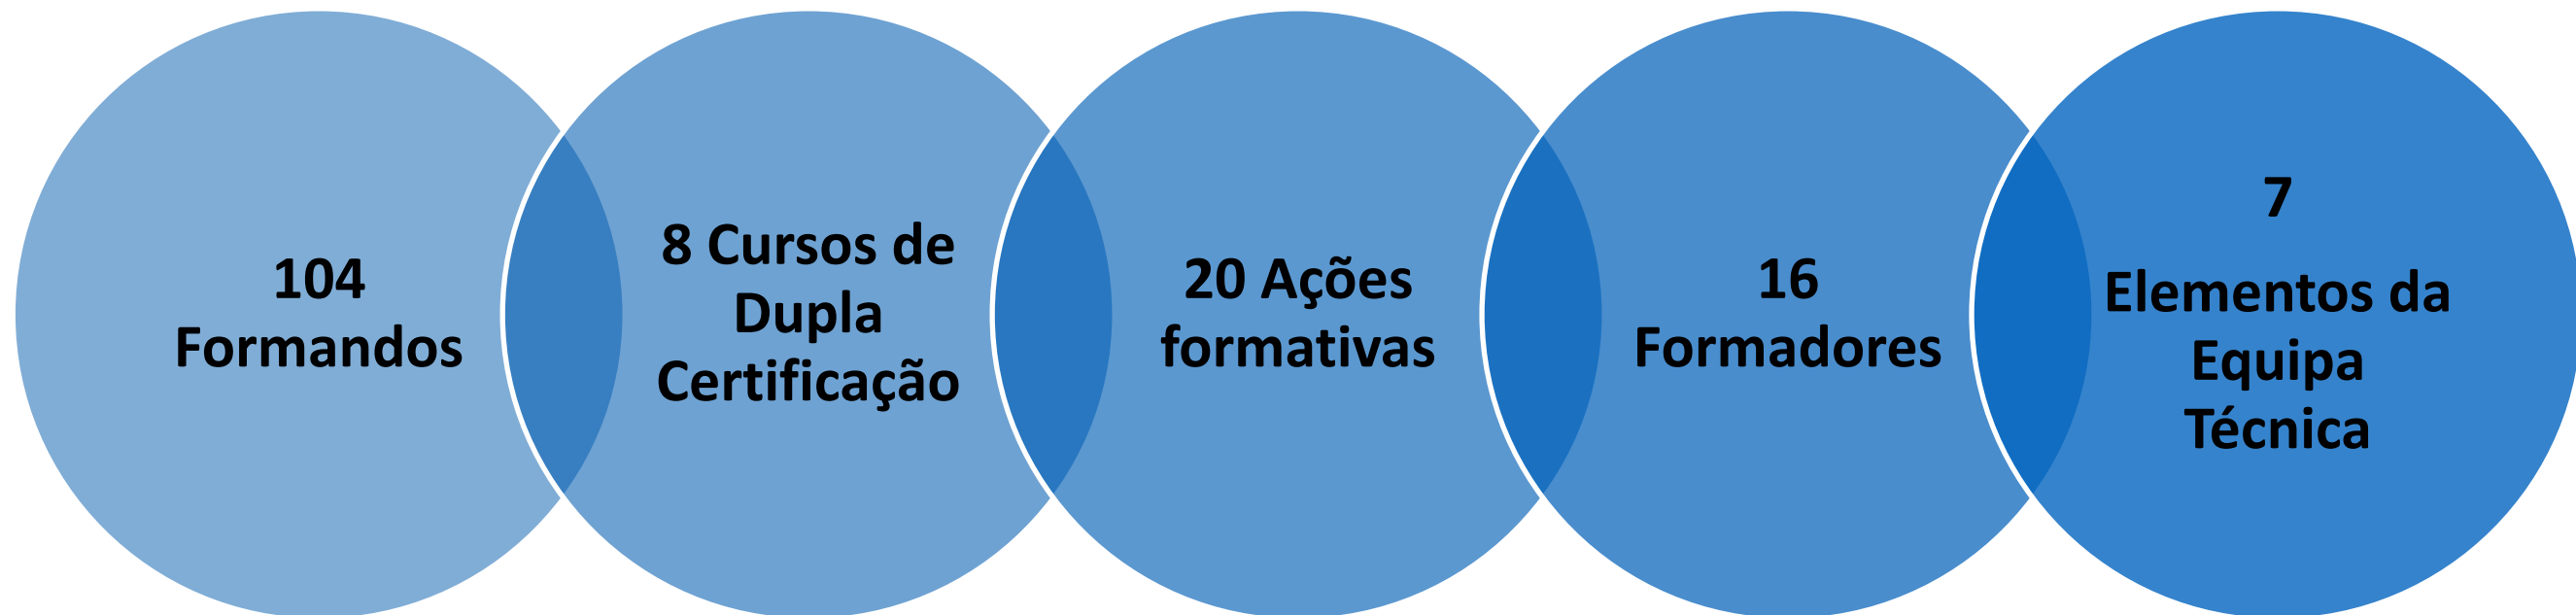 104
Formandos
8 Cursos de
Dupla
Certificação
20 Ações
formativas
16
Formadores
7
Elementos da
Equipa
Técnica